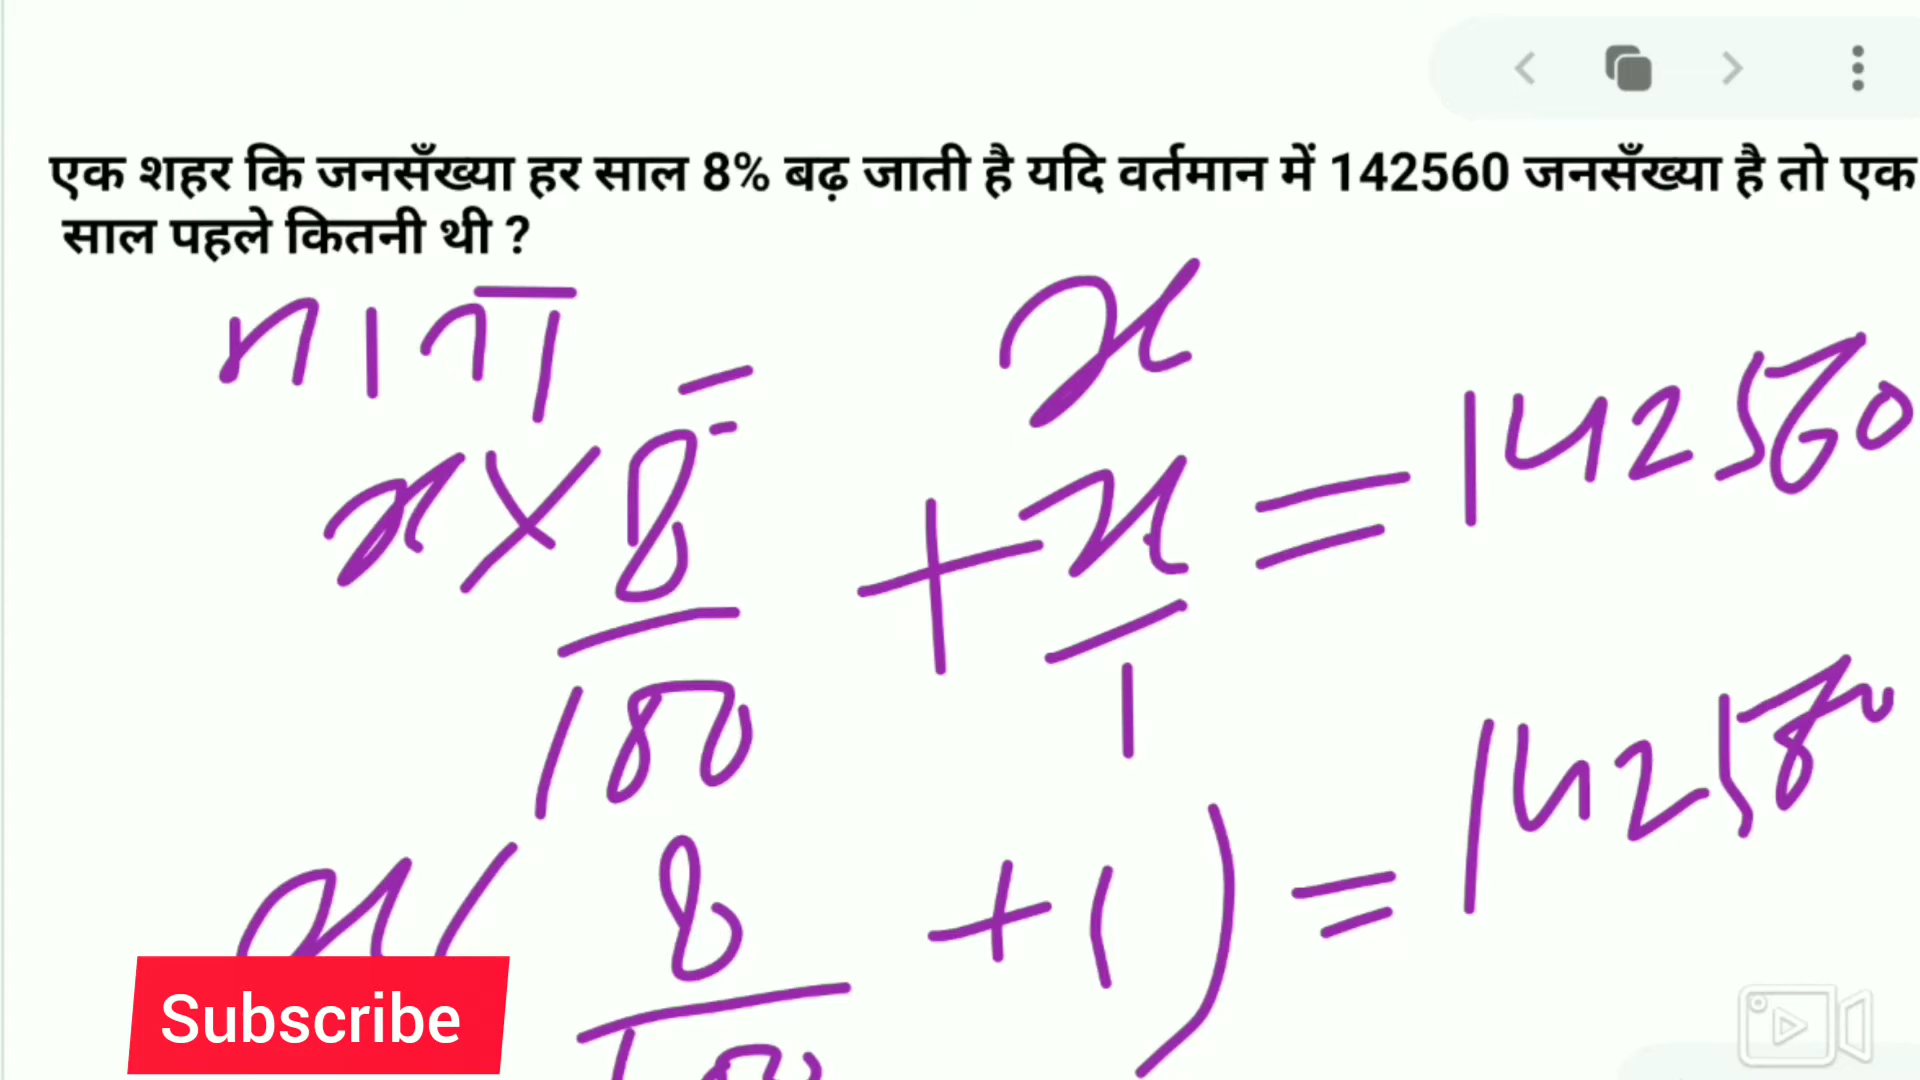 एक शहर कि जनसँख्या हर साल 8% बढ़ जाती है यदि वर्तमान में 142560 जनसँख्या है तो एक
साल पहले कितनी थी ?
x
x × 8/100 + x/1 = 142560
x( 8/100 + 1 ) = 142560
Subscribe